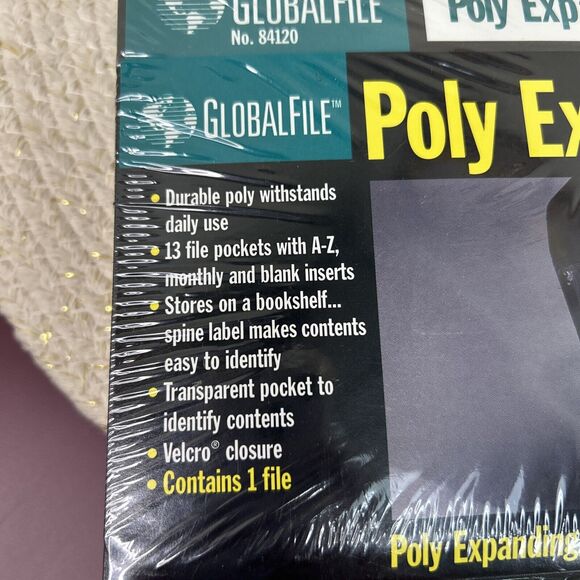 GLOBALFILE
No. 84120
Poly Exp
GLOBALFILE™
Poly Ex
• Durable poly withstands
daily use
• 13 file pockets with A-Z,
monthly and blank inserts
• Stores on a bookshelf...
spine label makes contents
easy to identify
• Transparent pocket to
identify contents
• Velcro® closure
• Contains 1 file
Poly Expanding